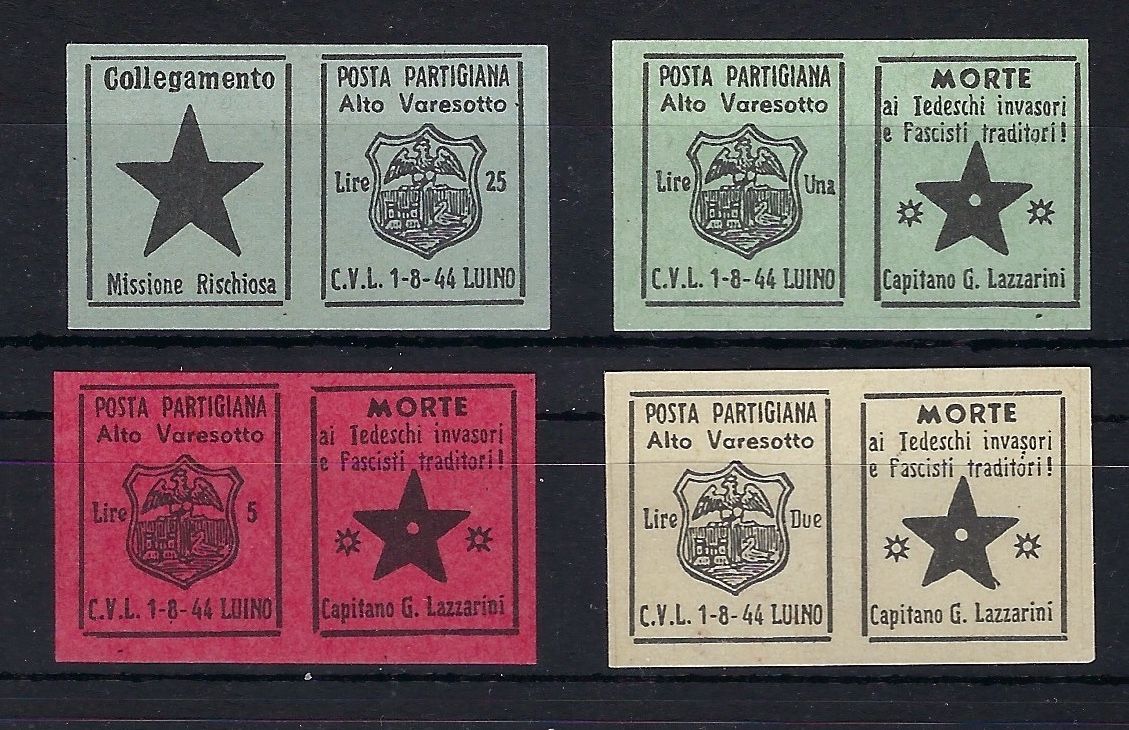 Collegamento
Missione Rischiosa
POSTA PARTIGIANA
Alto Varesotto
Lire 25
C.V.L. 1-8-44 LUINO
POSTA PARTIGIANA
Alto Varesotto
Lire Una
C.V.L. 1-8-44 LUINO
MORTE
ai Tedeschi invasori
e Fascisti traditori!
Capitano G. Lazzarini
POSTA PARTIGIANA
Alto Varesotto
Lire 5
C.V.L. 1-8-44 LUINO
MORTE
ai Tedeschi invasori
e Fascisti traditori!
Capitano G. Lazzarini
POSTA PARTIGIANA
Alto Varesotto
Lire Due
C.V.L. 1-8-44 LUINO
MORTE
ai Tedeschi invasori
e Fascisti traditori!
Capitano G. Lazzarini